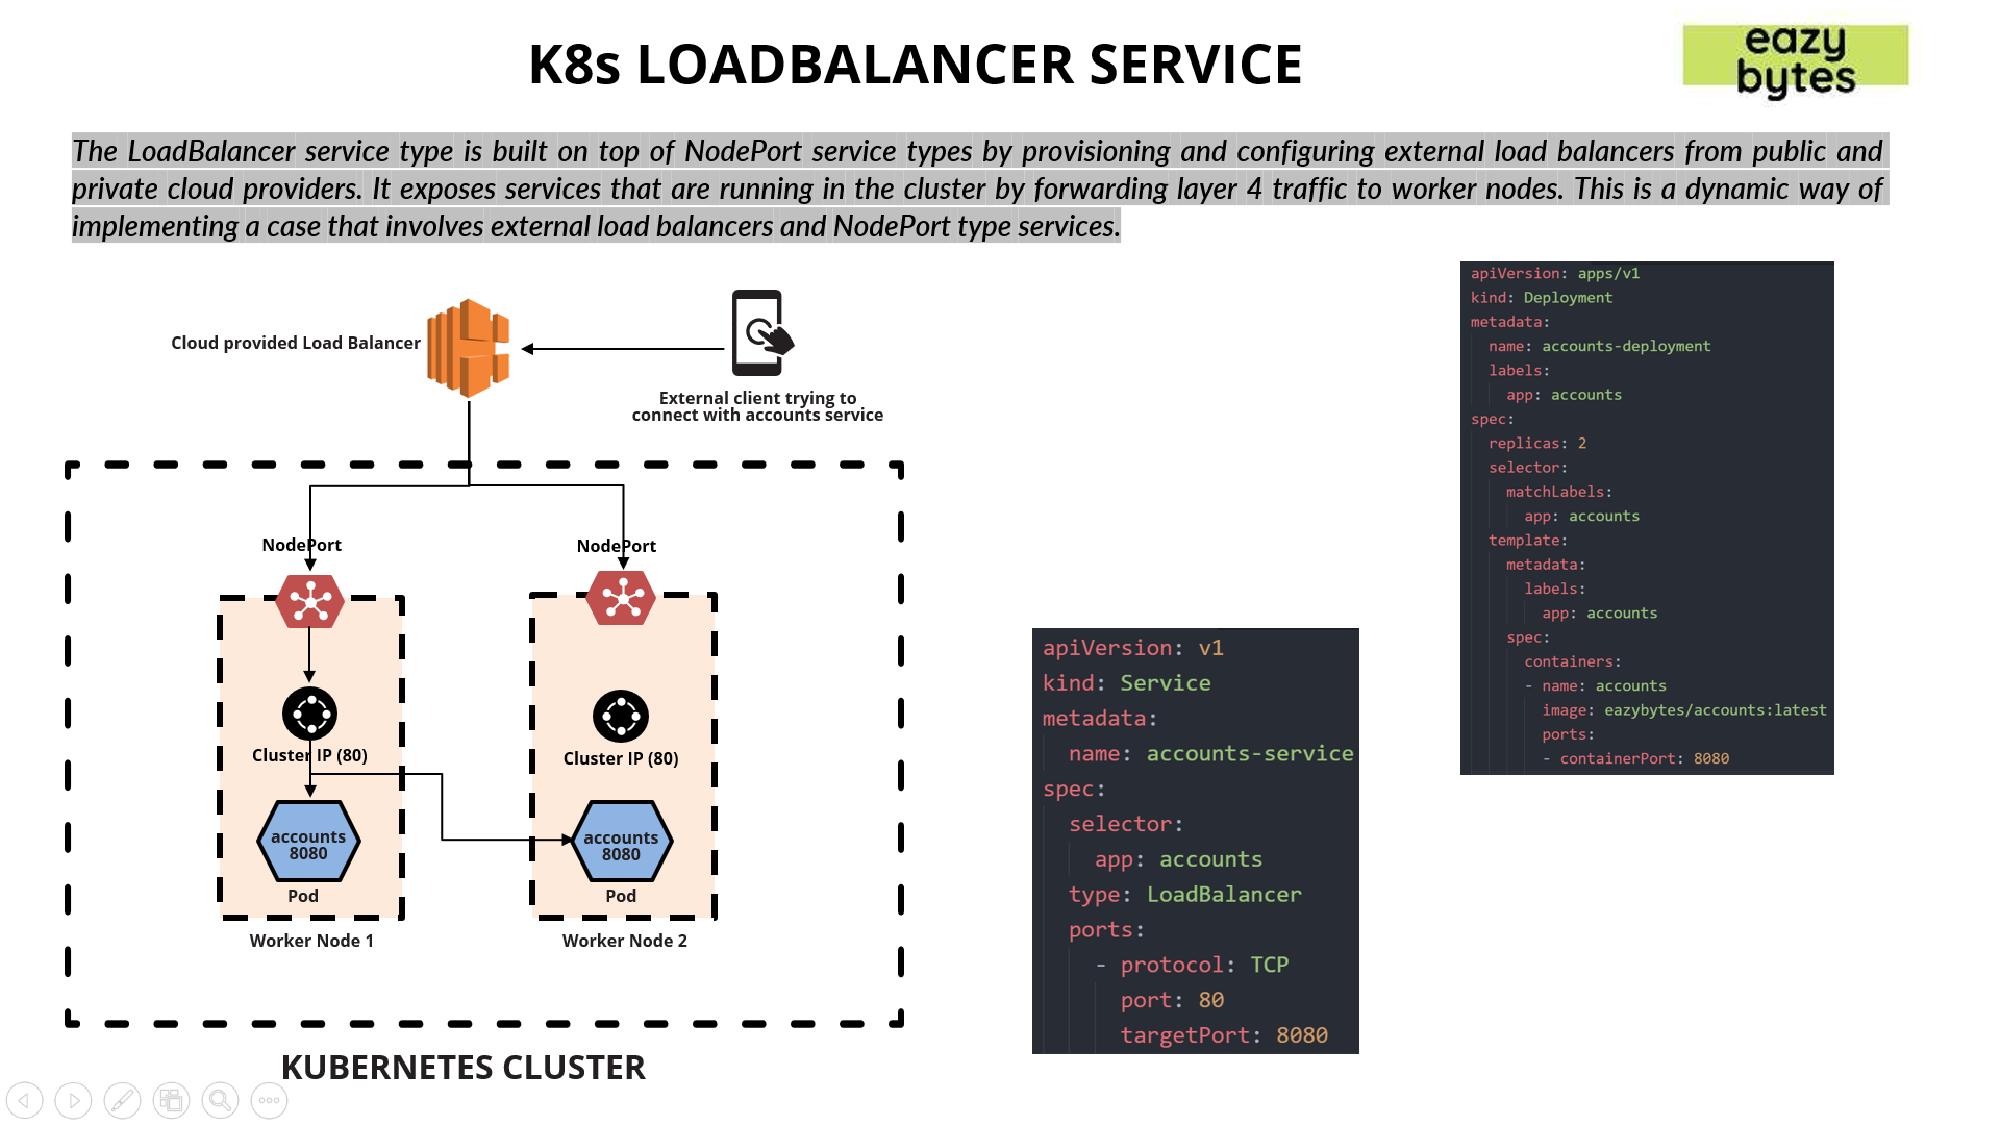 K8s LOADBALANCER SERVICE
eazy
bytes
The LoadBalancer service type is built on top of NodePort service types by provisioning and configuring external load balancers from public and
private cloud providers. It exposes services that are running in the cluster by forwarding layer 4 traffic to worker nodes. This is a dynamic way of
implementing a case that involves external load balancers and NodePort type services.
Cloud provided Load Balancer
External client trying to
connect with accounts service
NodePort
NodePort
Cluster IP (80)
Cluster IP (80)
accounts
8080
accounts
8080
Pod
Pod
Worker Node 1
Worker Node 2
KUBERNETES CLUSTER
apiVersion: v1
kind: Service
metadata:
  name: accounts-service
spec:
  selector:
    app: accounts
  type: LoadBalancer
  ports:
    - protocol: TCP
      port: 80
      targetPort: 8080
apiVersion: apps/v1
kind: Deployment
metadata:
  name: accounts-deployment
  labels:
    app: accounts
spec:
  replicas: 2
  selector:
    matchLabels:
      app: accounts
  template:
    metadata:
      labels:
        app: accounts
    spec:
      containers:
      - name: accounts
        image: eazybytes/accounts:latest
        ports:
        - containerPort: 8080